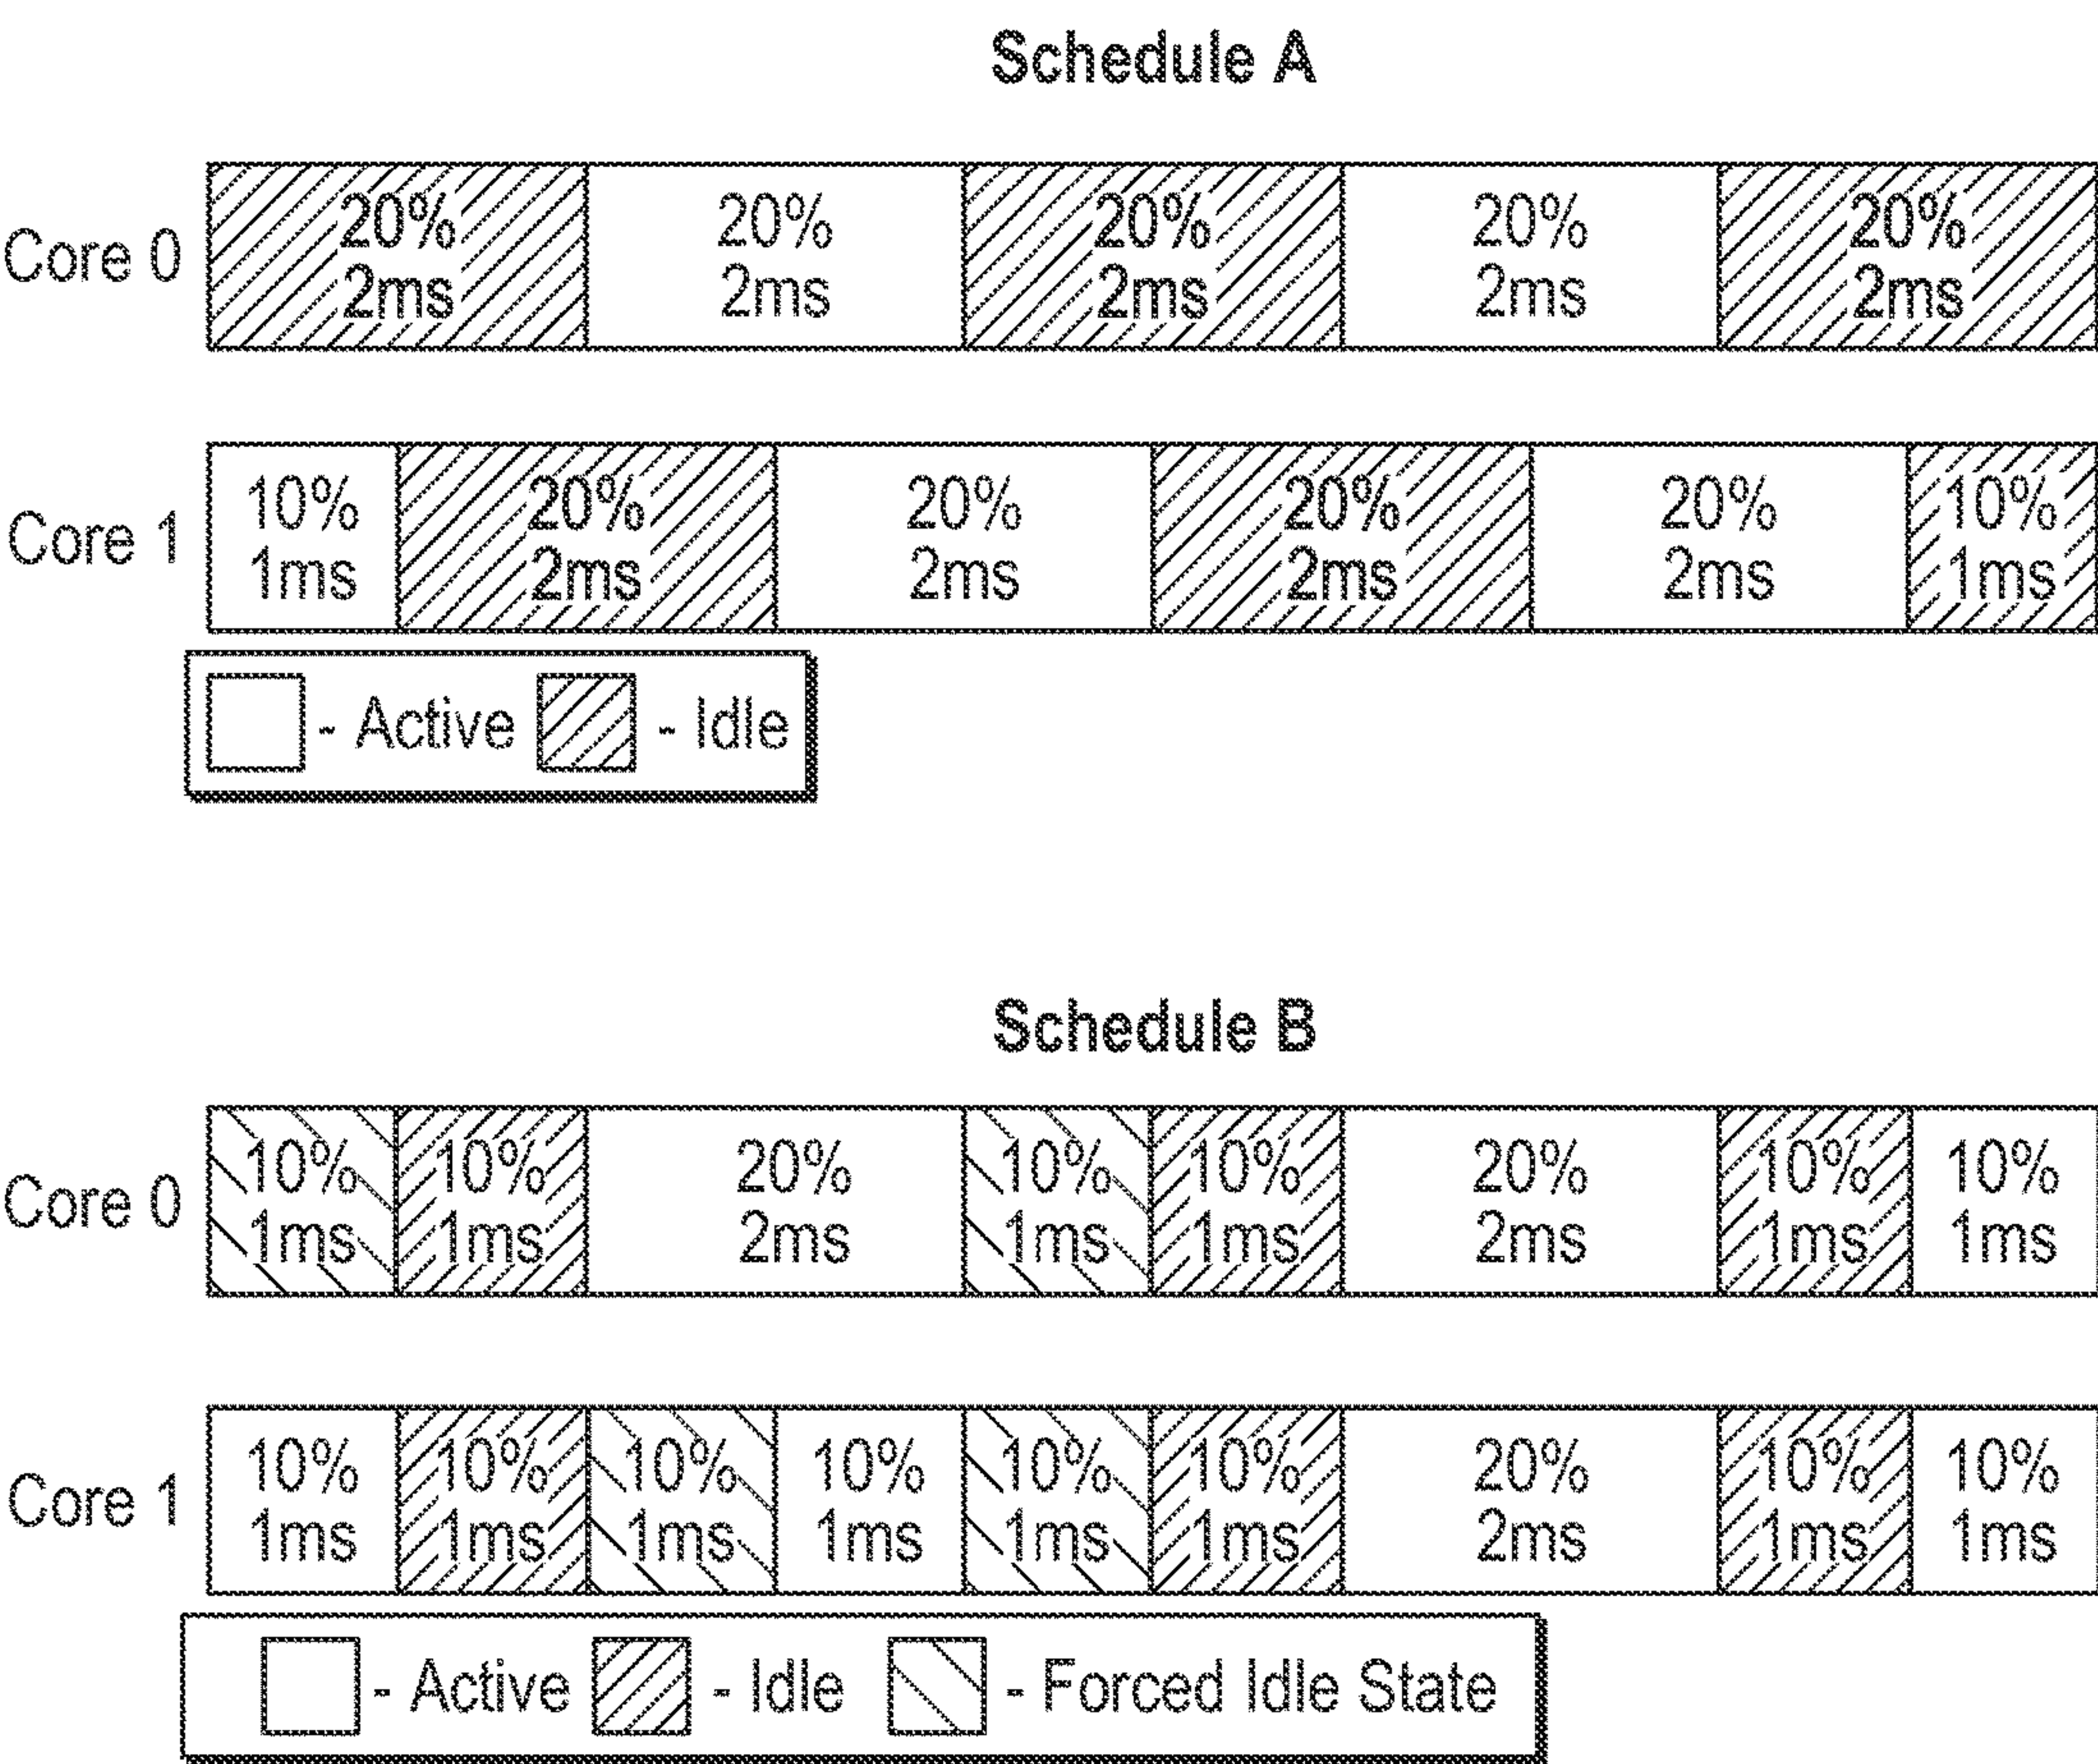 Schedule A
Core 0 20% 20% 20% 20% 20%
2ms 2ms 2ms 2ms 2ms
Core 1 10% 20% 20% 20% 20% 10%
1ms 2ms 2ms 2ms 2ms 1ms
- Active - Idle
Schedule B
Core 0 10% 10% 20% 10% 10% 20% 10% 10%
1ms 1ms 2ms 1ms 1ms 2ms 1ms 1ms
Core 1 10% 10% 10% 10% 10% 10% 20% 10% 10%
1ms 1ms 1ms 1ms 1ms 1ms 2ms 1ms 1ms
- Active - Idle - Forced Idle State